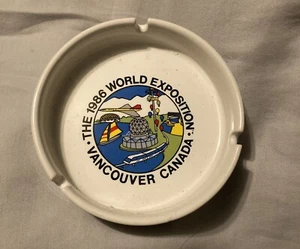 THE 1986 WORLD EXPOSITION
• VANCOUVER CANADA •